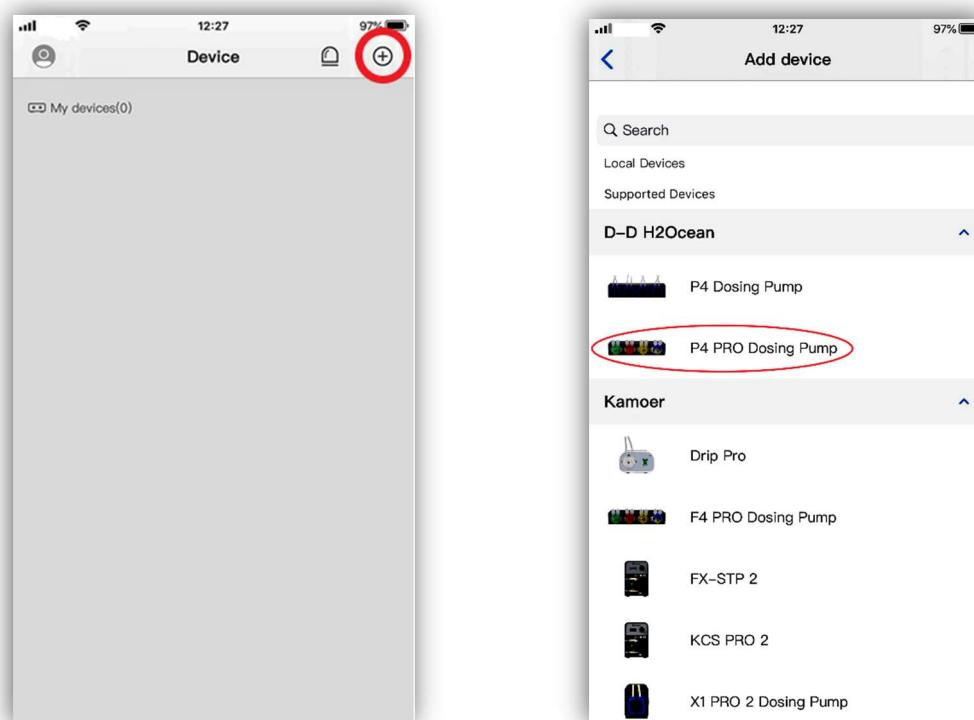 12:27
97%
Device
My devices(0)
12:27
97%
Add device
Search
Local Devices
Supported Devices
D-D H2Ocean
P4 Dosing Pump
P4 PRO Dosing Pump
Kamoer
Drip Pro
F4 PRO Dosing Pump
FX-STP 2
KCS PRO 2
X1 PRO 2 Dosing Pump